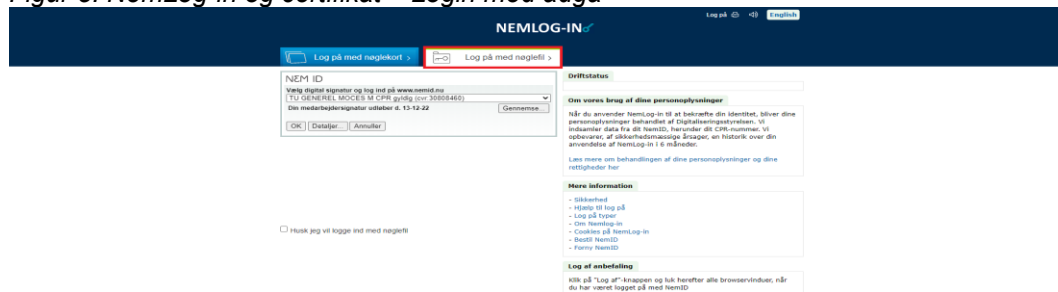 Figur 3: NemLog-in og certifikat – Login med adgang
Log på
English
NEMLOG-IN
Log på med nøglekort >
Log på med nøglefil >
NEM ID
Vælg digital signatur og log ind på www.nemid.nu
TU GENEREL MOCES M CPR gyldig (cvr:30808460)
Din medarbejdersignatur udløber d. 13-12-22
Gennemse...
OK
Detaljer...
Annuller
Husk jeg vil logge ind med nøglefil
Driftstatus
Om vores brug af dine personoplysninger
Når du anvender NemLog-in til at bekræfte din identitet, bliver dine
personoplysninger behandlet af Digitaliseringsstyrelsen. Vi
indsamler data fra dit NemID, herunder dit CPR-nummer. Vi
opbevarer, af sikkerhedsmæssige årsager, en historik over din
anvendelse af NemLog-in i 6 måneder.
Læs mere om behandlingen af dine personoplysninger og dine
rettigheder her
Mere information
- Sikkerhed
- Hjælp til log på
- Log på typer
- Om Nemlog-in
- Cookies på NemLog-in
- Bestil NemID
- Forny NemID
Log af anbefaling
Klik på "Log af"-knappen og luk herefter alle browservinduer, når
du har været logget på med NemID